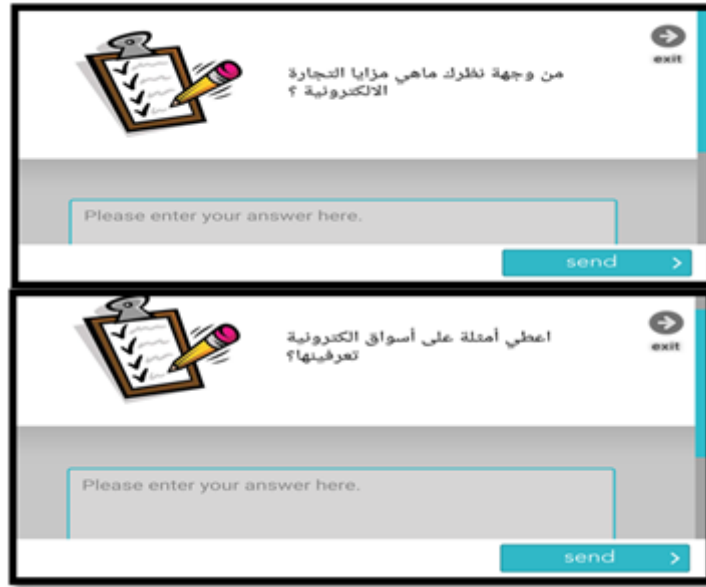 من وجهة نظرك ماهي مزايا التجارة
الالكترونية ؟
exit
Please enter your answer here.
send >
اعطي أمثلة على أسواق الكترونية
تعرفينها؟
exit
Please enter your answer here.
send >